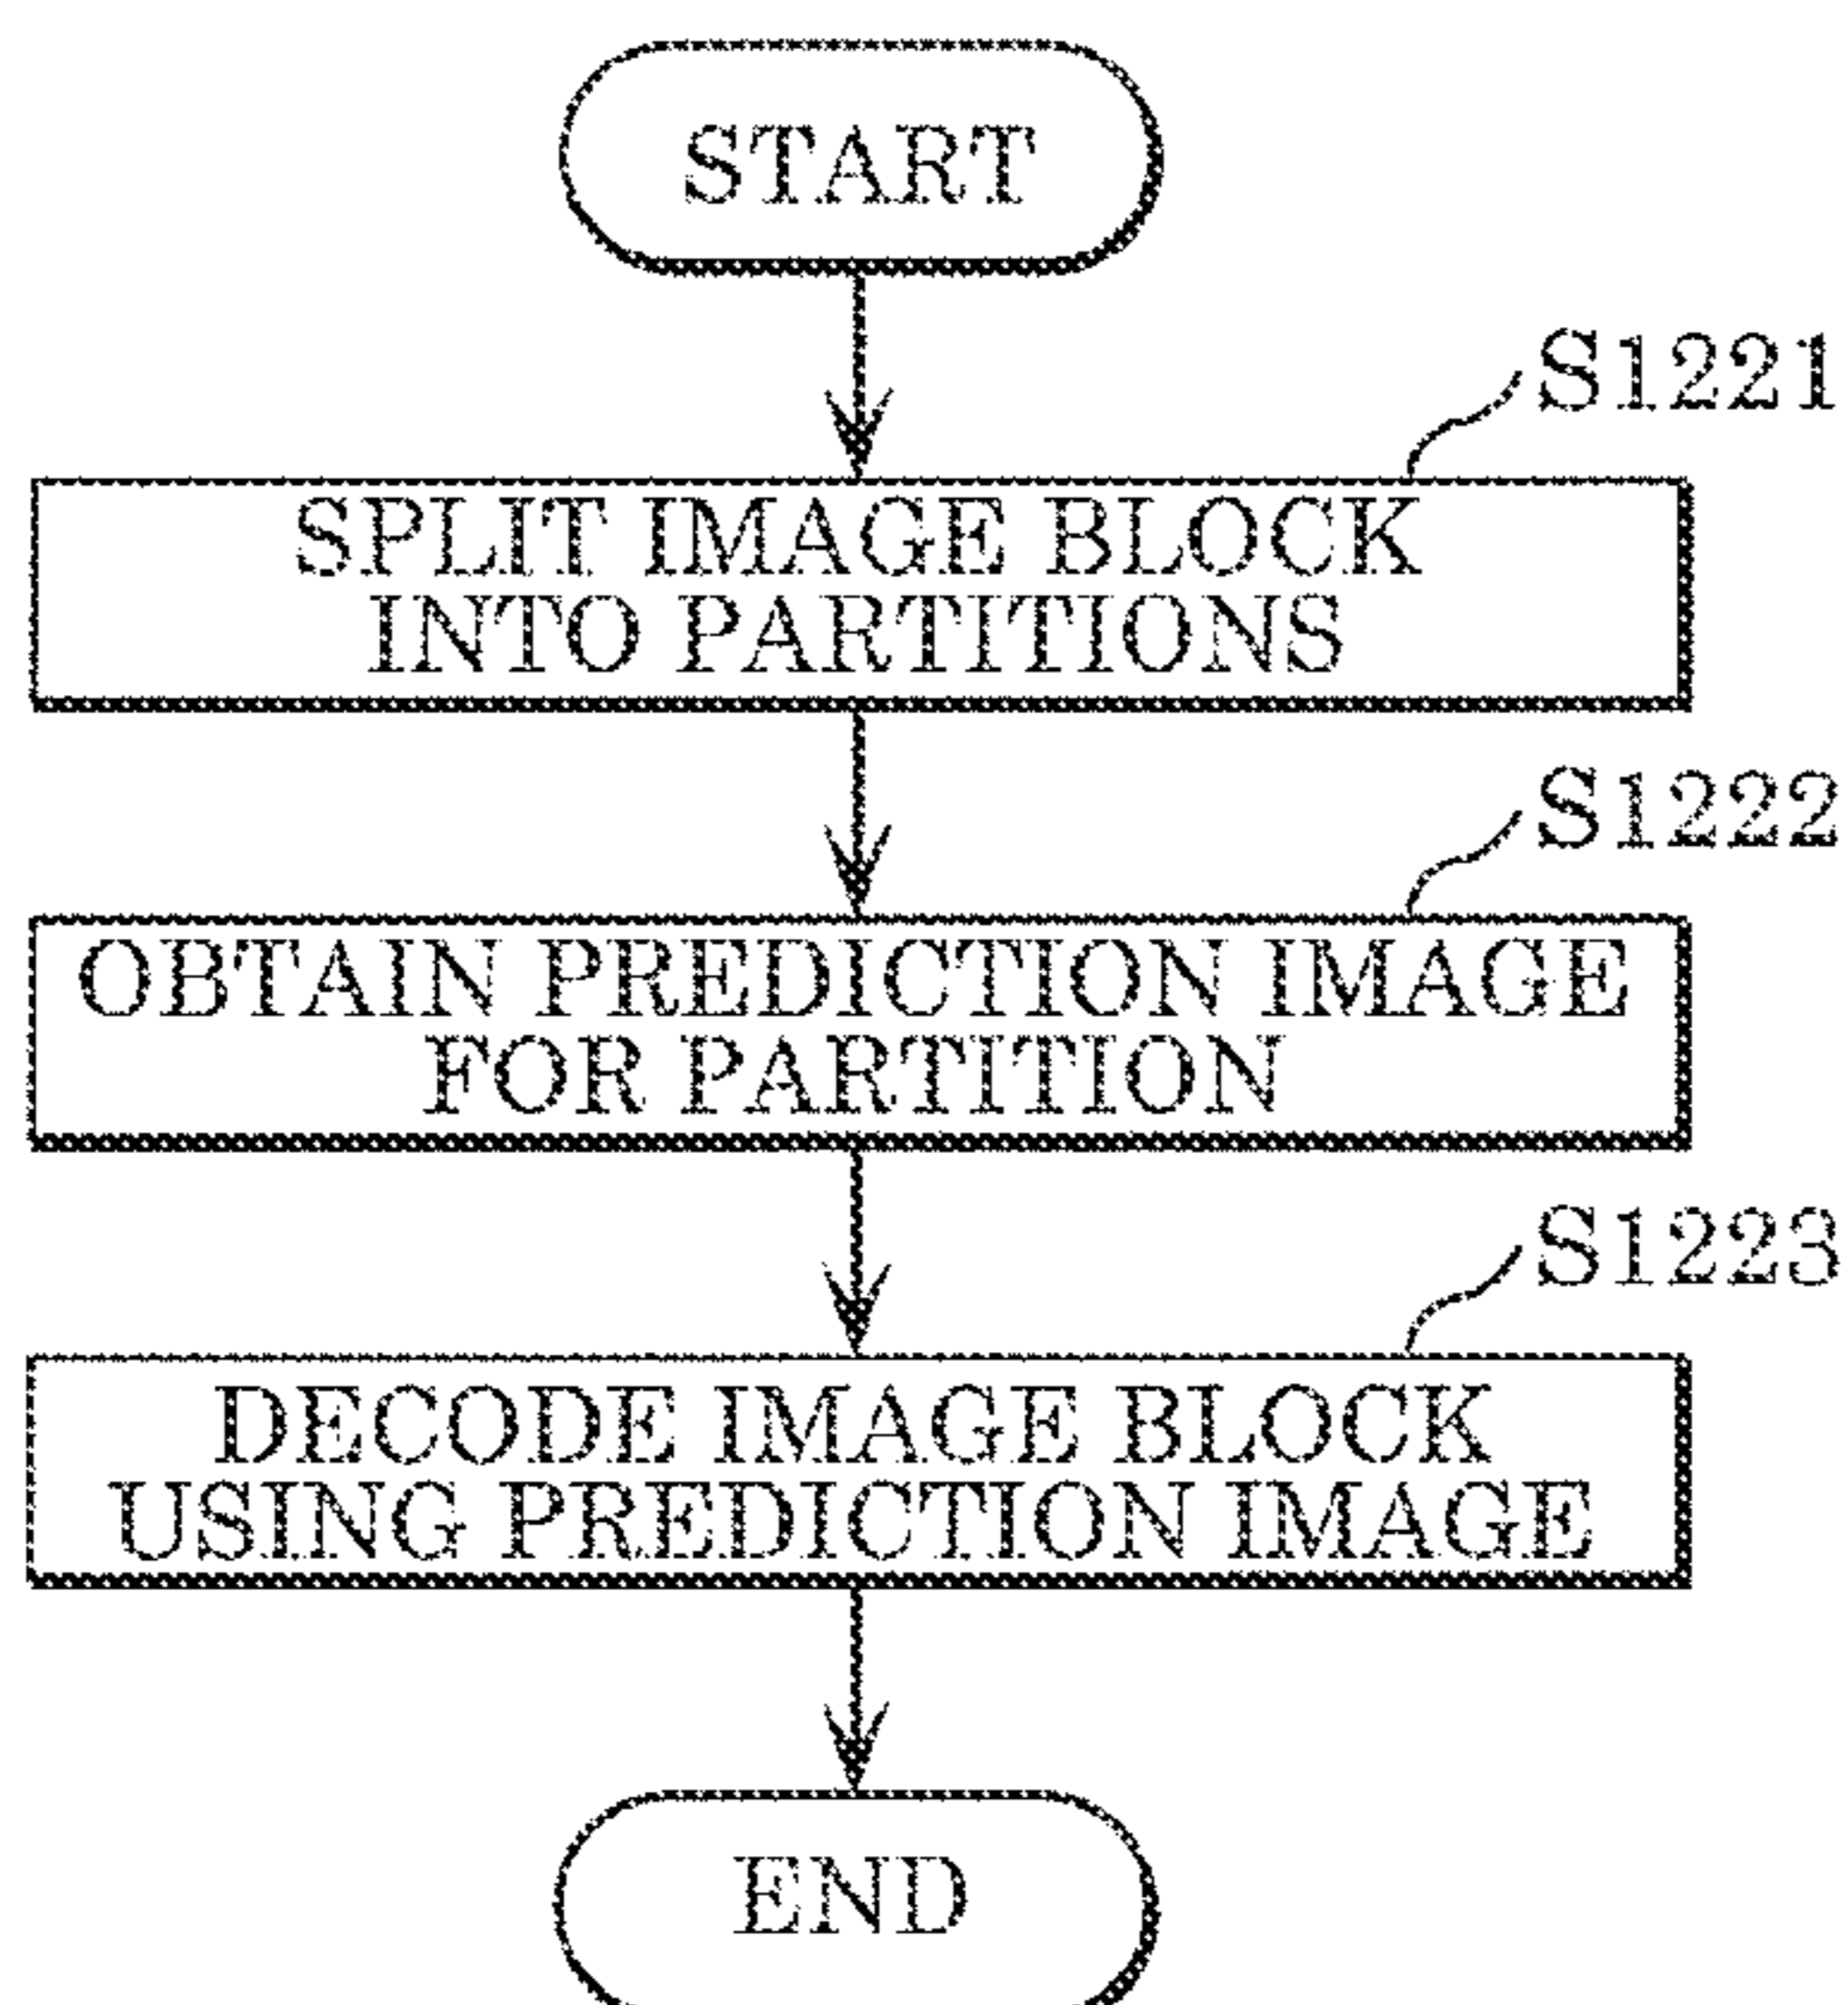 START
S1221
SPLIT IMAGE BLOCK
INTO PARTITIONS
S1222
OBTAIN PREDICTION IMAGE
FOR PARTITION
S1223
DECODE IMAGE BLOCK
USING PREDICTION IMAGE
END